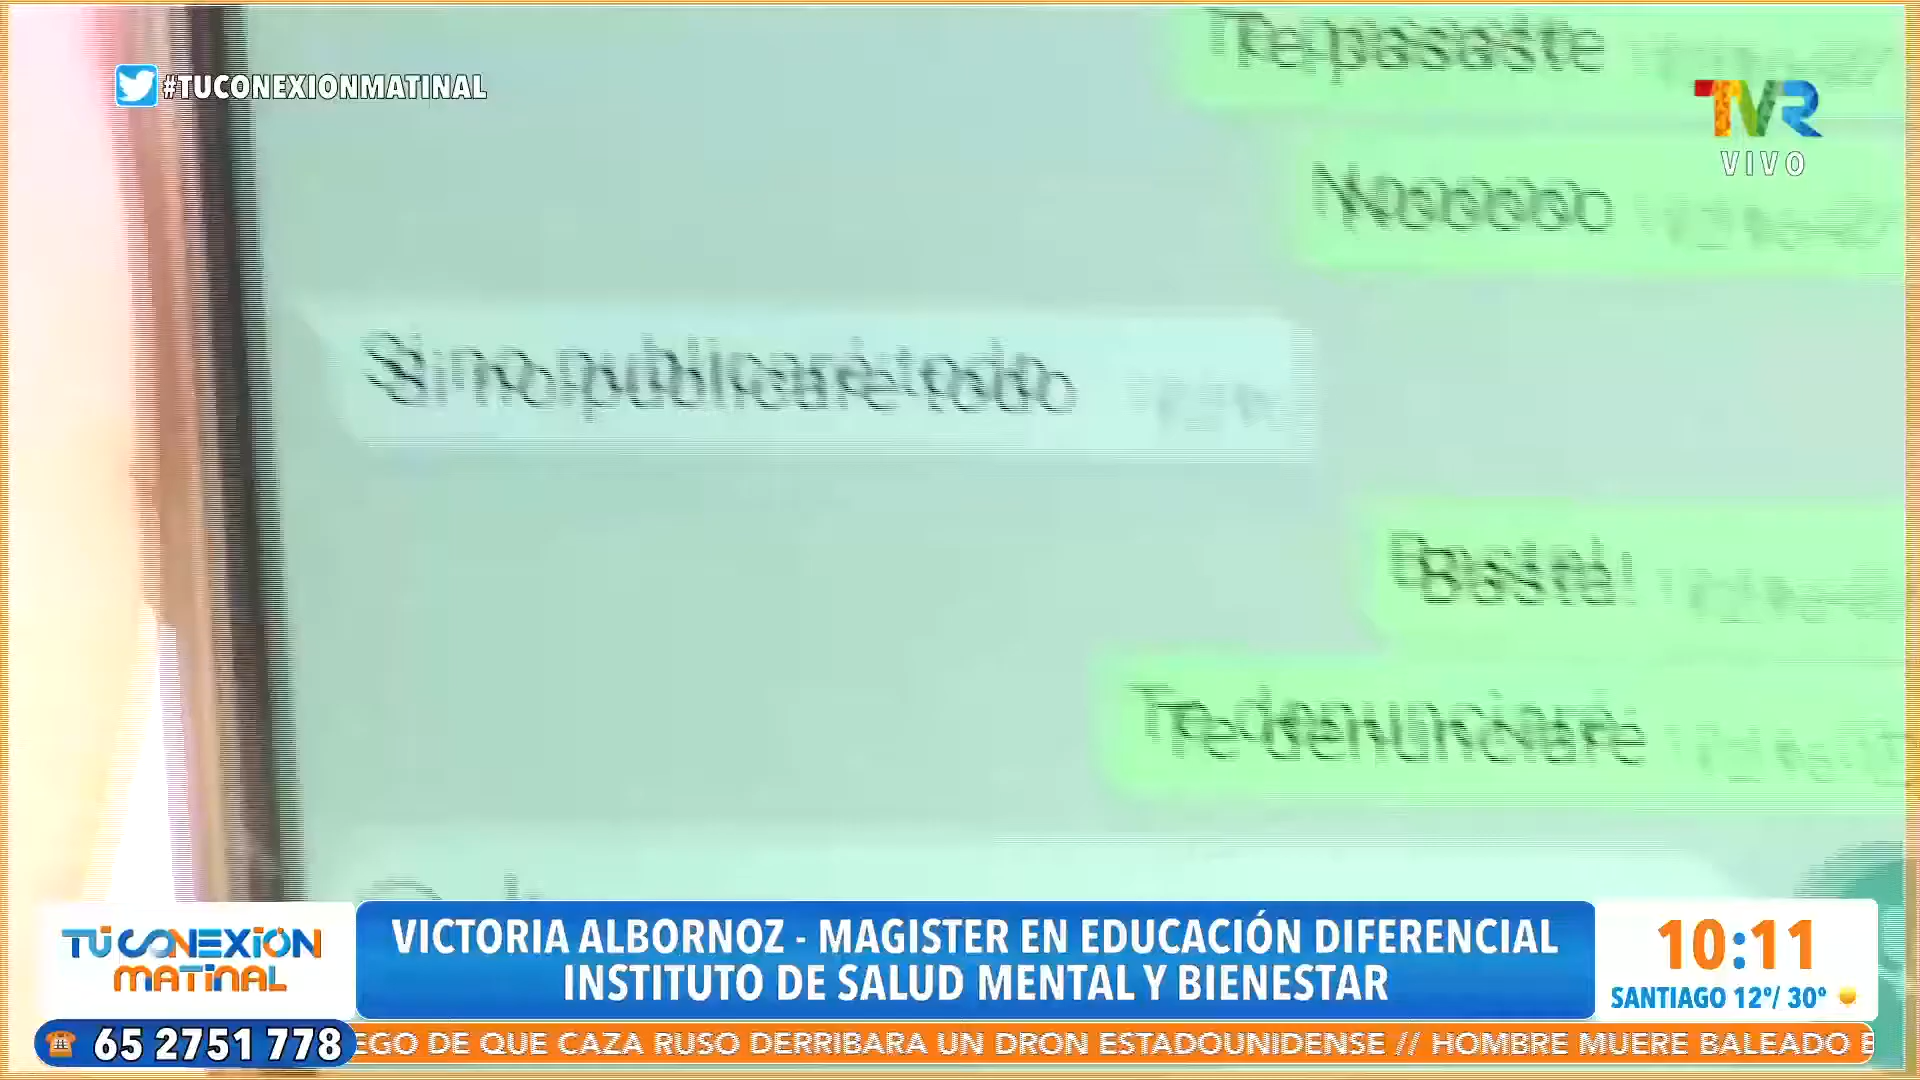 #TUCONEXIONMATINAL
TVR
VIVO
Te pasaste
Nooooo
Si no publicaré todo
Basta!
Te denunciaré
TÚ CONEXIÓN
MATINAL
VICTORIA ALBORNOZ - MAGISTER EN EDUCACIÓN DIFERENCIAL
INSTITUTO DE SALUD MENTAL Y BIENESTAR
10:11
SANTIAGO 12°/ 30°
65 2751 778
EGO DE QUE CAZA RUSO DERRIBARA UN DRON ESTADOUNIDENSE // HOMBRE MUERE BALEADO E